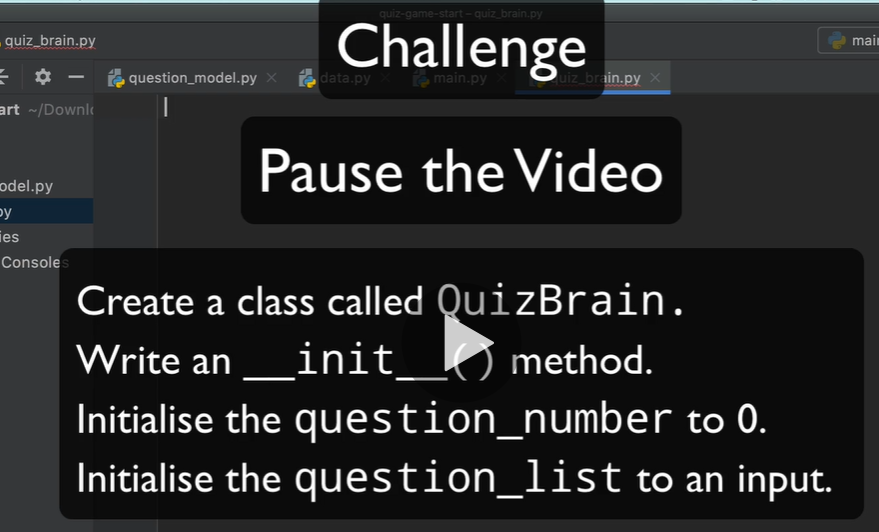 quiz-game-start – quiz_brain.py
Challenge
quiz_brain.py
main
question_model.py
data.py
main.py
quiz_brain.py
art ~/Downlo
Pause the Video
odel.py
py
ies
Consoles
Create a class called QuizBrain.
Write an __init__() method.
Initialise the question_number to 0.
Initialise the question_list to an input.